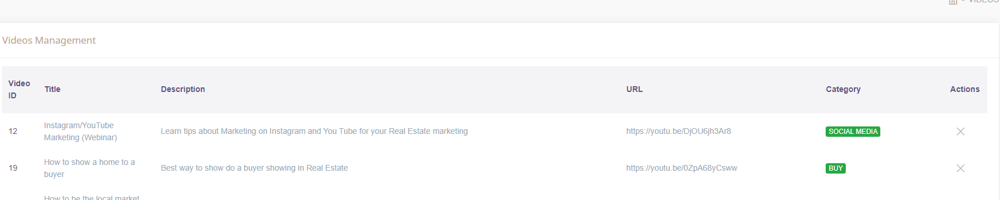 VIDEOS
Videos Management
Video
ID
Title
Description
URL
Category
Actions
12
Instagram/YouTube
Marketing (Webinar)
Learn tips about Marketing on Instagram and You Tube for your Real Estate marketing
https://youtu.be/DjOU6jh3Ar8
SOCIAL MEDIA
19
How to show a home to a
buyer
Best way to show do a buyer showing in Real Estate
https://youtu.be/0ZpA68yCsww
BUY
How to be the local market